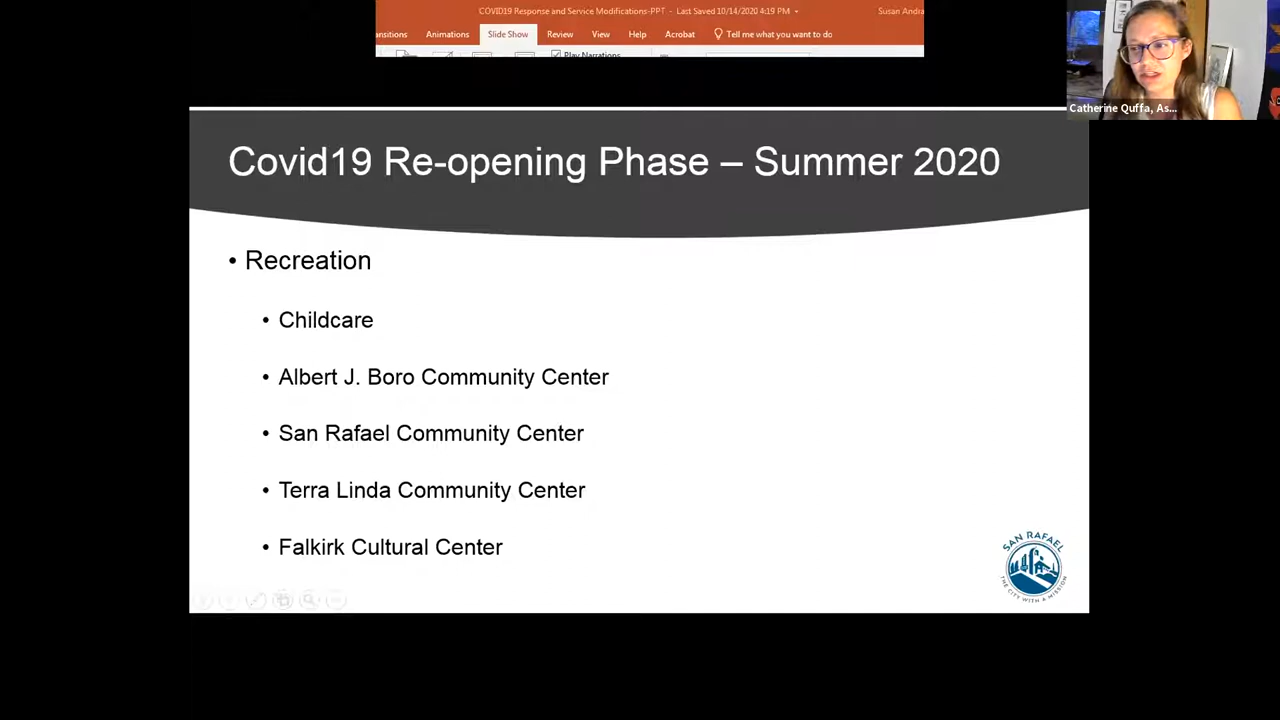 COVID19 Response and Service Modifications-PPT - Last Saved 10/14/2020 4:19 PM
Susan Andra
nsitions Animations Slide Show Review View Help Acrobat Tell me what you want to do
Play Narrations
Catherine Quffa, As...
Covid19 Re-opening Phase – Summer 2020
• Recreation
• Childcare
• Albert J. Boro Community Center
• San Rafael Community Center
• Terra Linda Community Center
• Falkirk Cultural Center
SAN RAFAEL
THE CITY WITH A MISSION